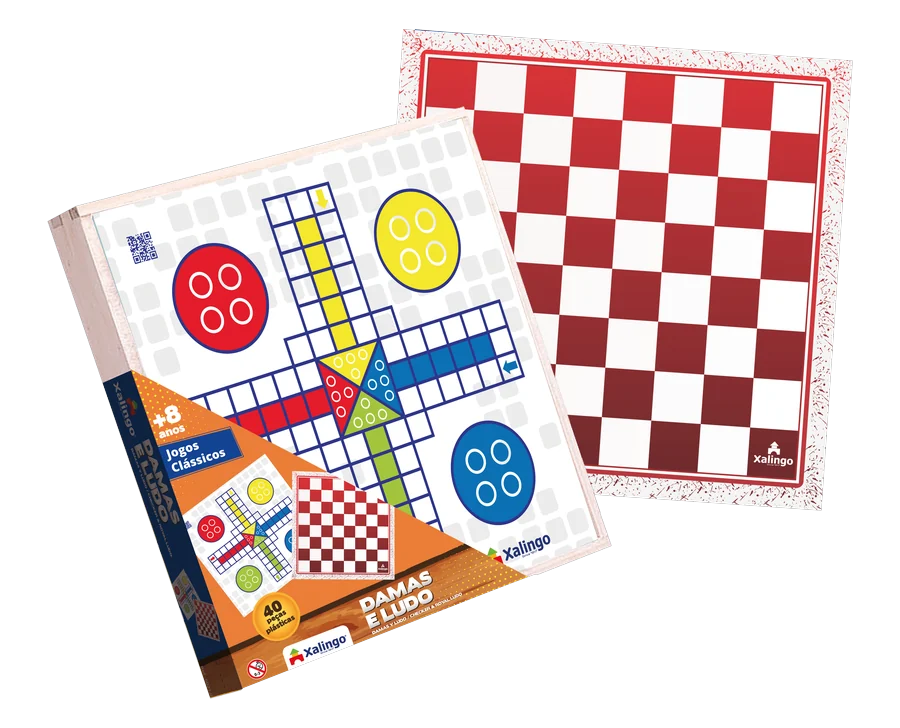 Xalingo
Xalingo
DAMAS
E LUDO
+8
anos
Jogos
Clássicos
Xalingo
40
peças
plásticas
DAMAS
E LUDO
DAMAS Y LUDO / CHECKER & ROYAL LUDO
Xalingo